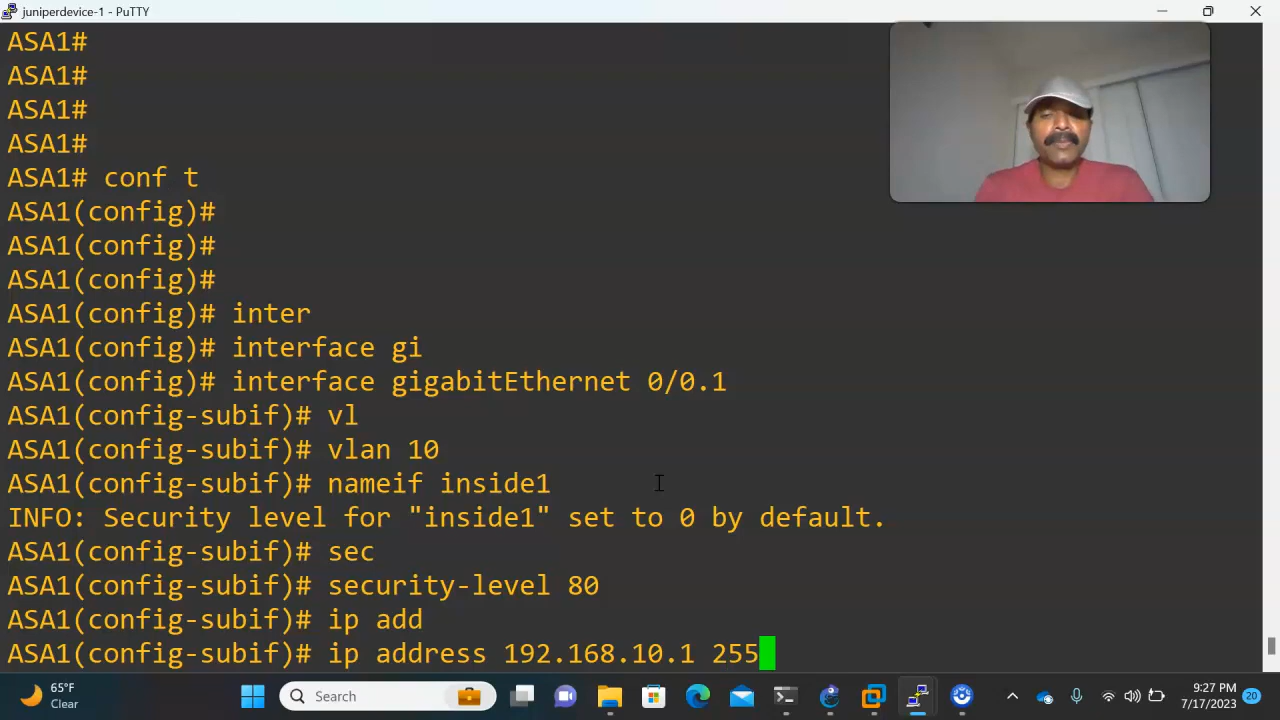 juniperdevice-1 - PuTTY
ASA1#
ASA1#
ASA1#
ASA1#
ASA1# conf t
ASA1(config)#
ASA1(config)#
ASA1(config)#
ASA1(config)# inter
ASA1(config)# interface gi
ASA1(config)# interface gigabitEthernet 0/0.1
ASA1(config-subif)# vl
ASA1(config-subif)# vlan 10
ASA1(config-subif)# nameif inside1
INFO: Security level for "inside1" set to 0 by default.
ASA1(config-subif)# sec
ASA1(config-subif)# security-level 80
ASA1(config-subif)# ip add
ASA1(config-subif)# ip address 192.168.10.1 255
65°F
Clear
Search
9:27 PM
7/17/2023
20